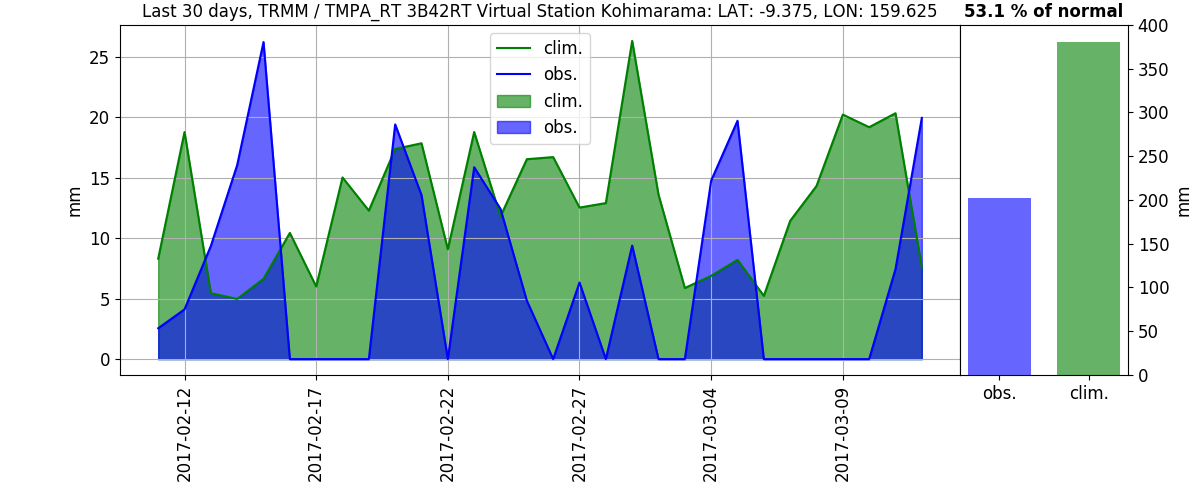 Last 30 days, TRMM / TMPA_RT 3B42RT Virtual Station Kohimarama: LAT: -9.375, LON: 159.625
53.1 % of normal
clim.
obs.
clim.
obs.
mm
25
20
15
10
5
0
2017-02-12
2017-02-17
2017-02-22
2017-02-27
2017-03-04
2017-03-09
400
350
300
250
200
150
100
50
0
mm
obs.
clim.